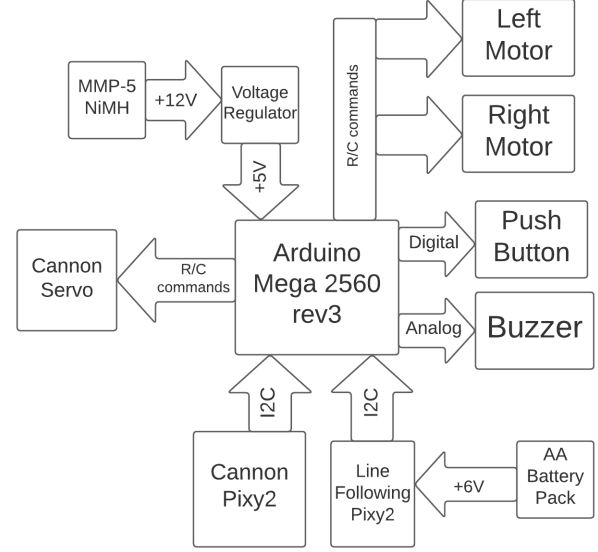 Left
Motor
R/C commands
MMP-5
NiMH
+12V
Voltage
Regulator
Right
Motor
+5V
Cannon
Servo
R/C
commands
Arduino
Mega 2560
rev3
Digital
Push
Button
Analog
Buzzer
I2C
I2C
Cannon
Pixy2
Line
Following
Pixy2
+6V
AA
Battery
Pack